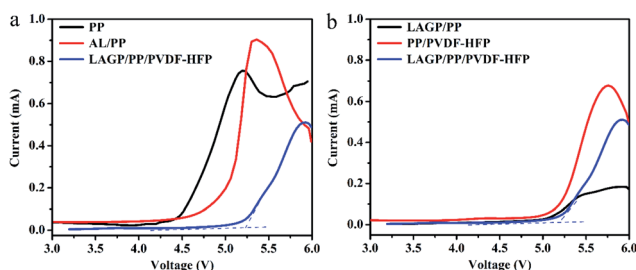 a
PP
AL/PP
LAGP/PP/PVDF-HFP
Current (mA)
1.0
0.8
0.6
0.4
0.2
0.0
3.0 3.5 4.0 4.5 5.0 5.5 6.0
Voltage (V)
b
LAGP/PP
PP/PVDF-HFP
LAGP/PP/PVDF-HFP
Current (mA)
1.0
0.8
0.6
0.4
0.2
0.0
3.0 3.5 4.0 4.5 5.0 5.5 6.0
Voltage (V)